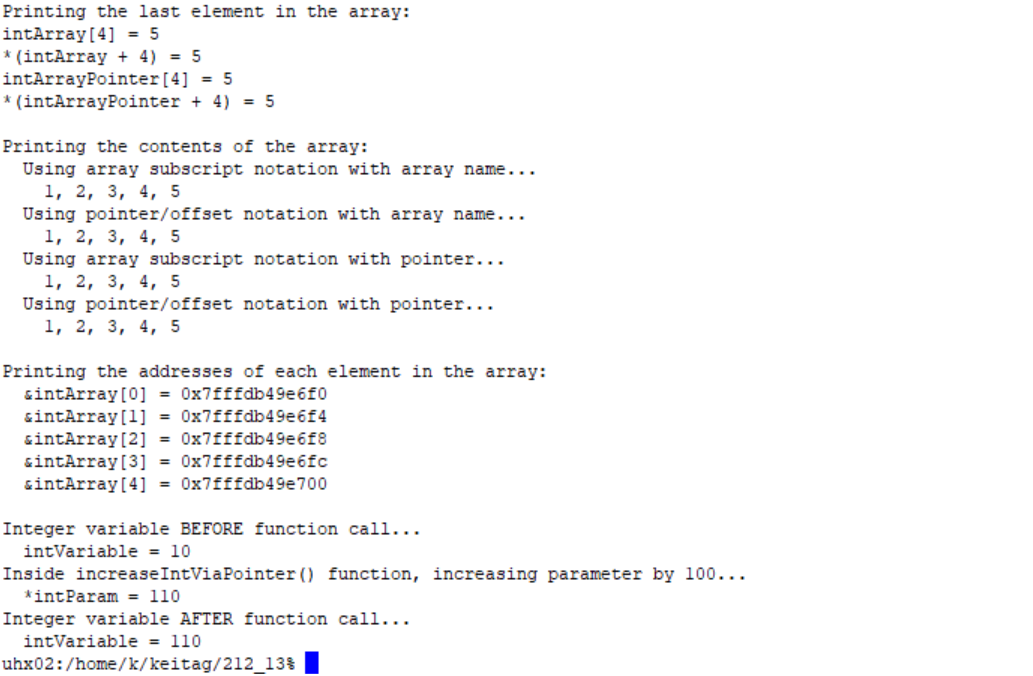 Printing the last element in the array:
intArray[4] = 5
*(intArray + 4) = 5
intArrayPointer[4] = 5
*(intArrayPointer + 4) = 5

Printing the contents of the array:
  Using array subscript notation with array name...
    1, 2, 3, 4, 5
  Using pointer/offset notation with array name...
    1, 2, 3, 4, 5
  Using array subscript notation with pointer...
    1, 2, 3, 4, 5
  Using pointer/offset notation with pointer...
    1, 2, 3, 4, 5

Printing the addresses of each element in the array:
  &intArray[0] = 0x7fffdb49e6f0
  &intArray[1] = 0x7fffdb49e6f4
  &intArray[2] = 0x7fffdb49e6f8
  &intArray[3] = 0x7fffdb49e6fc
  &intArray[4] = 0x7fffdb49e700

Integer variable BEFORE function call...
  intVariable = 10
Inside increaseIntViaPointer() function, increasing parameter by 100...
  *intParam = 110
Integer variable AFTER function call...
  intVariable = 110
uhx02:/home/k/keitag/212_13%